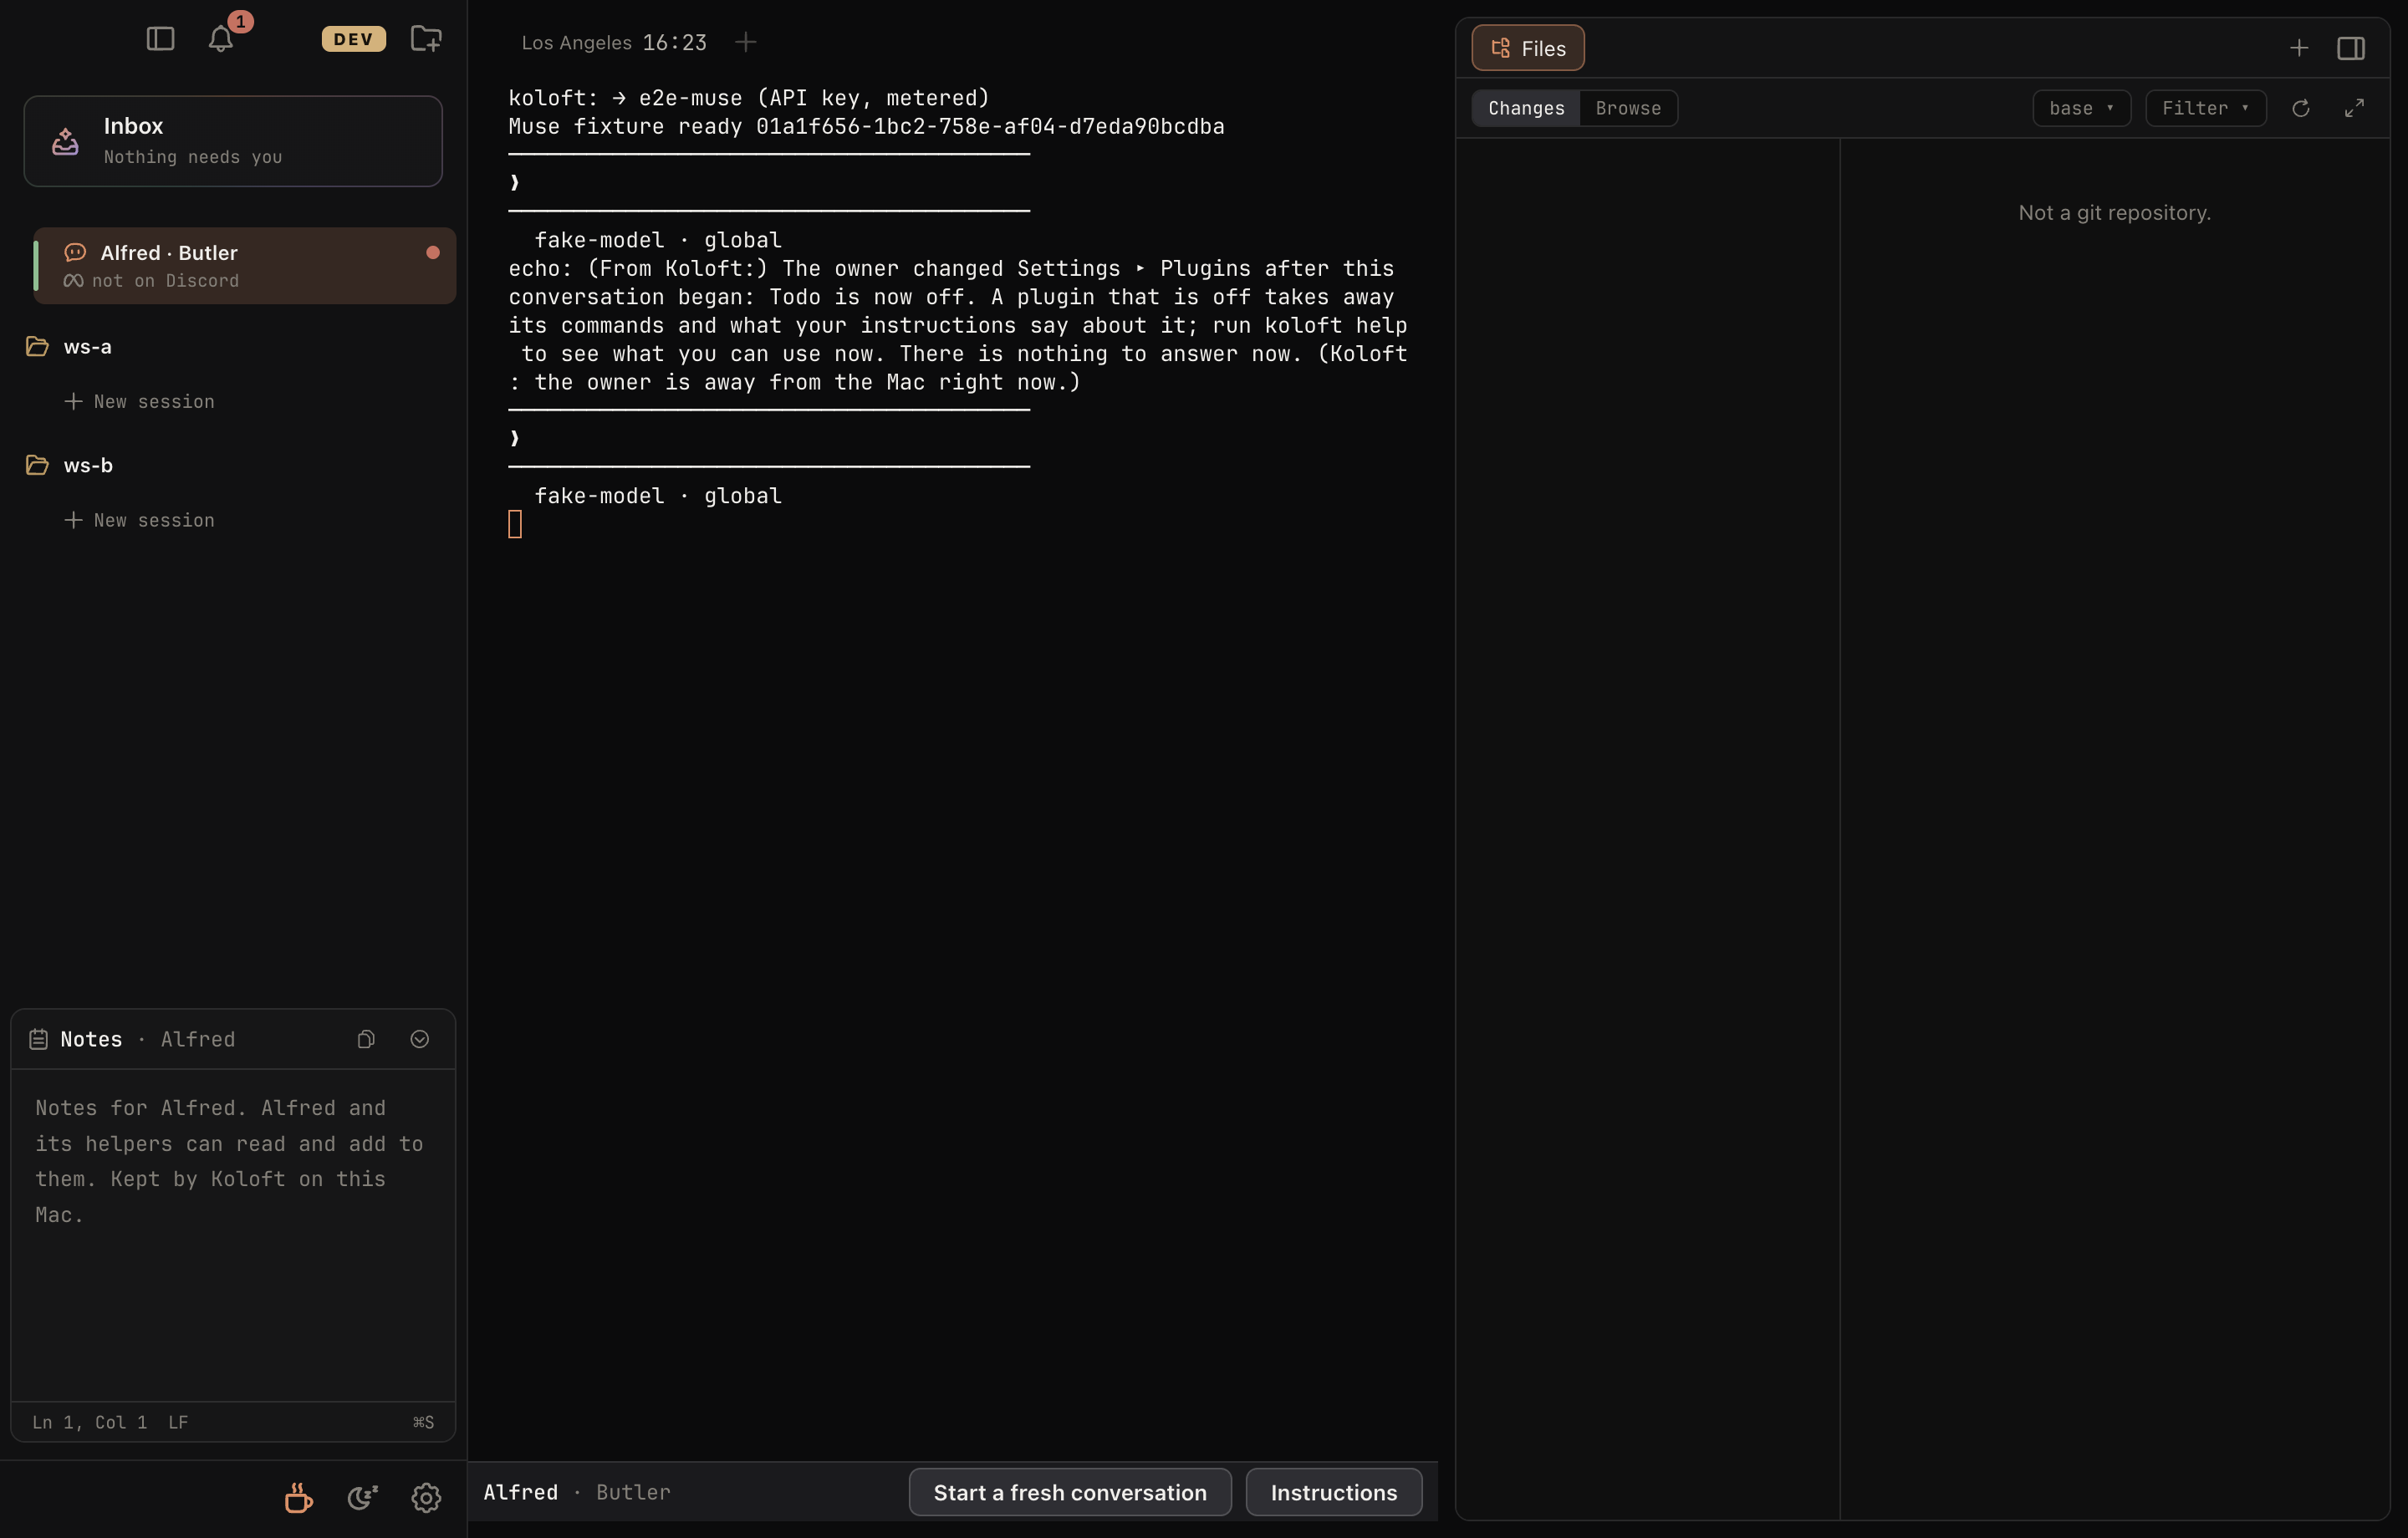 1
DEV
Inbox
Nothing needs you
Alfred · Butler
not on Discord
ws-a
New session
ws-b
New session
Notes · Alfred
Notes for Alfred. Alfred and
its helpers can read and add to
them. Kept by Koloft on this
Mac.
Ln 1, Col 1 LF ⌘S
Los Angeles 16:23
koloft: → e2e-muse (API key, metered)
Muse fixture ready 01a1f656-1bc2-758e-af04-d7eda90bcdba
❯
fake-model · global
echo: (From Koloft:) The owner changed Settings ▸ Plugins after this
conversation began: Todo is now off. A plugin that is off takes away
its commands and what your instructions say about it; run koloft help
to see what you can use now. There is nothing to answer now. (Koloft
: the owner is away from the Mac right now.)
❯
fake-model · global
Alfred · Butler
Start a fresh conversation
Instructions
Files
Changes Browse
base ▾ Filter ▾
Not a git repository.